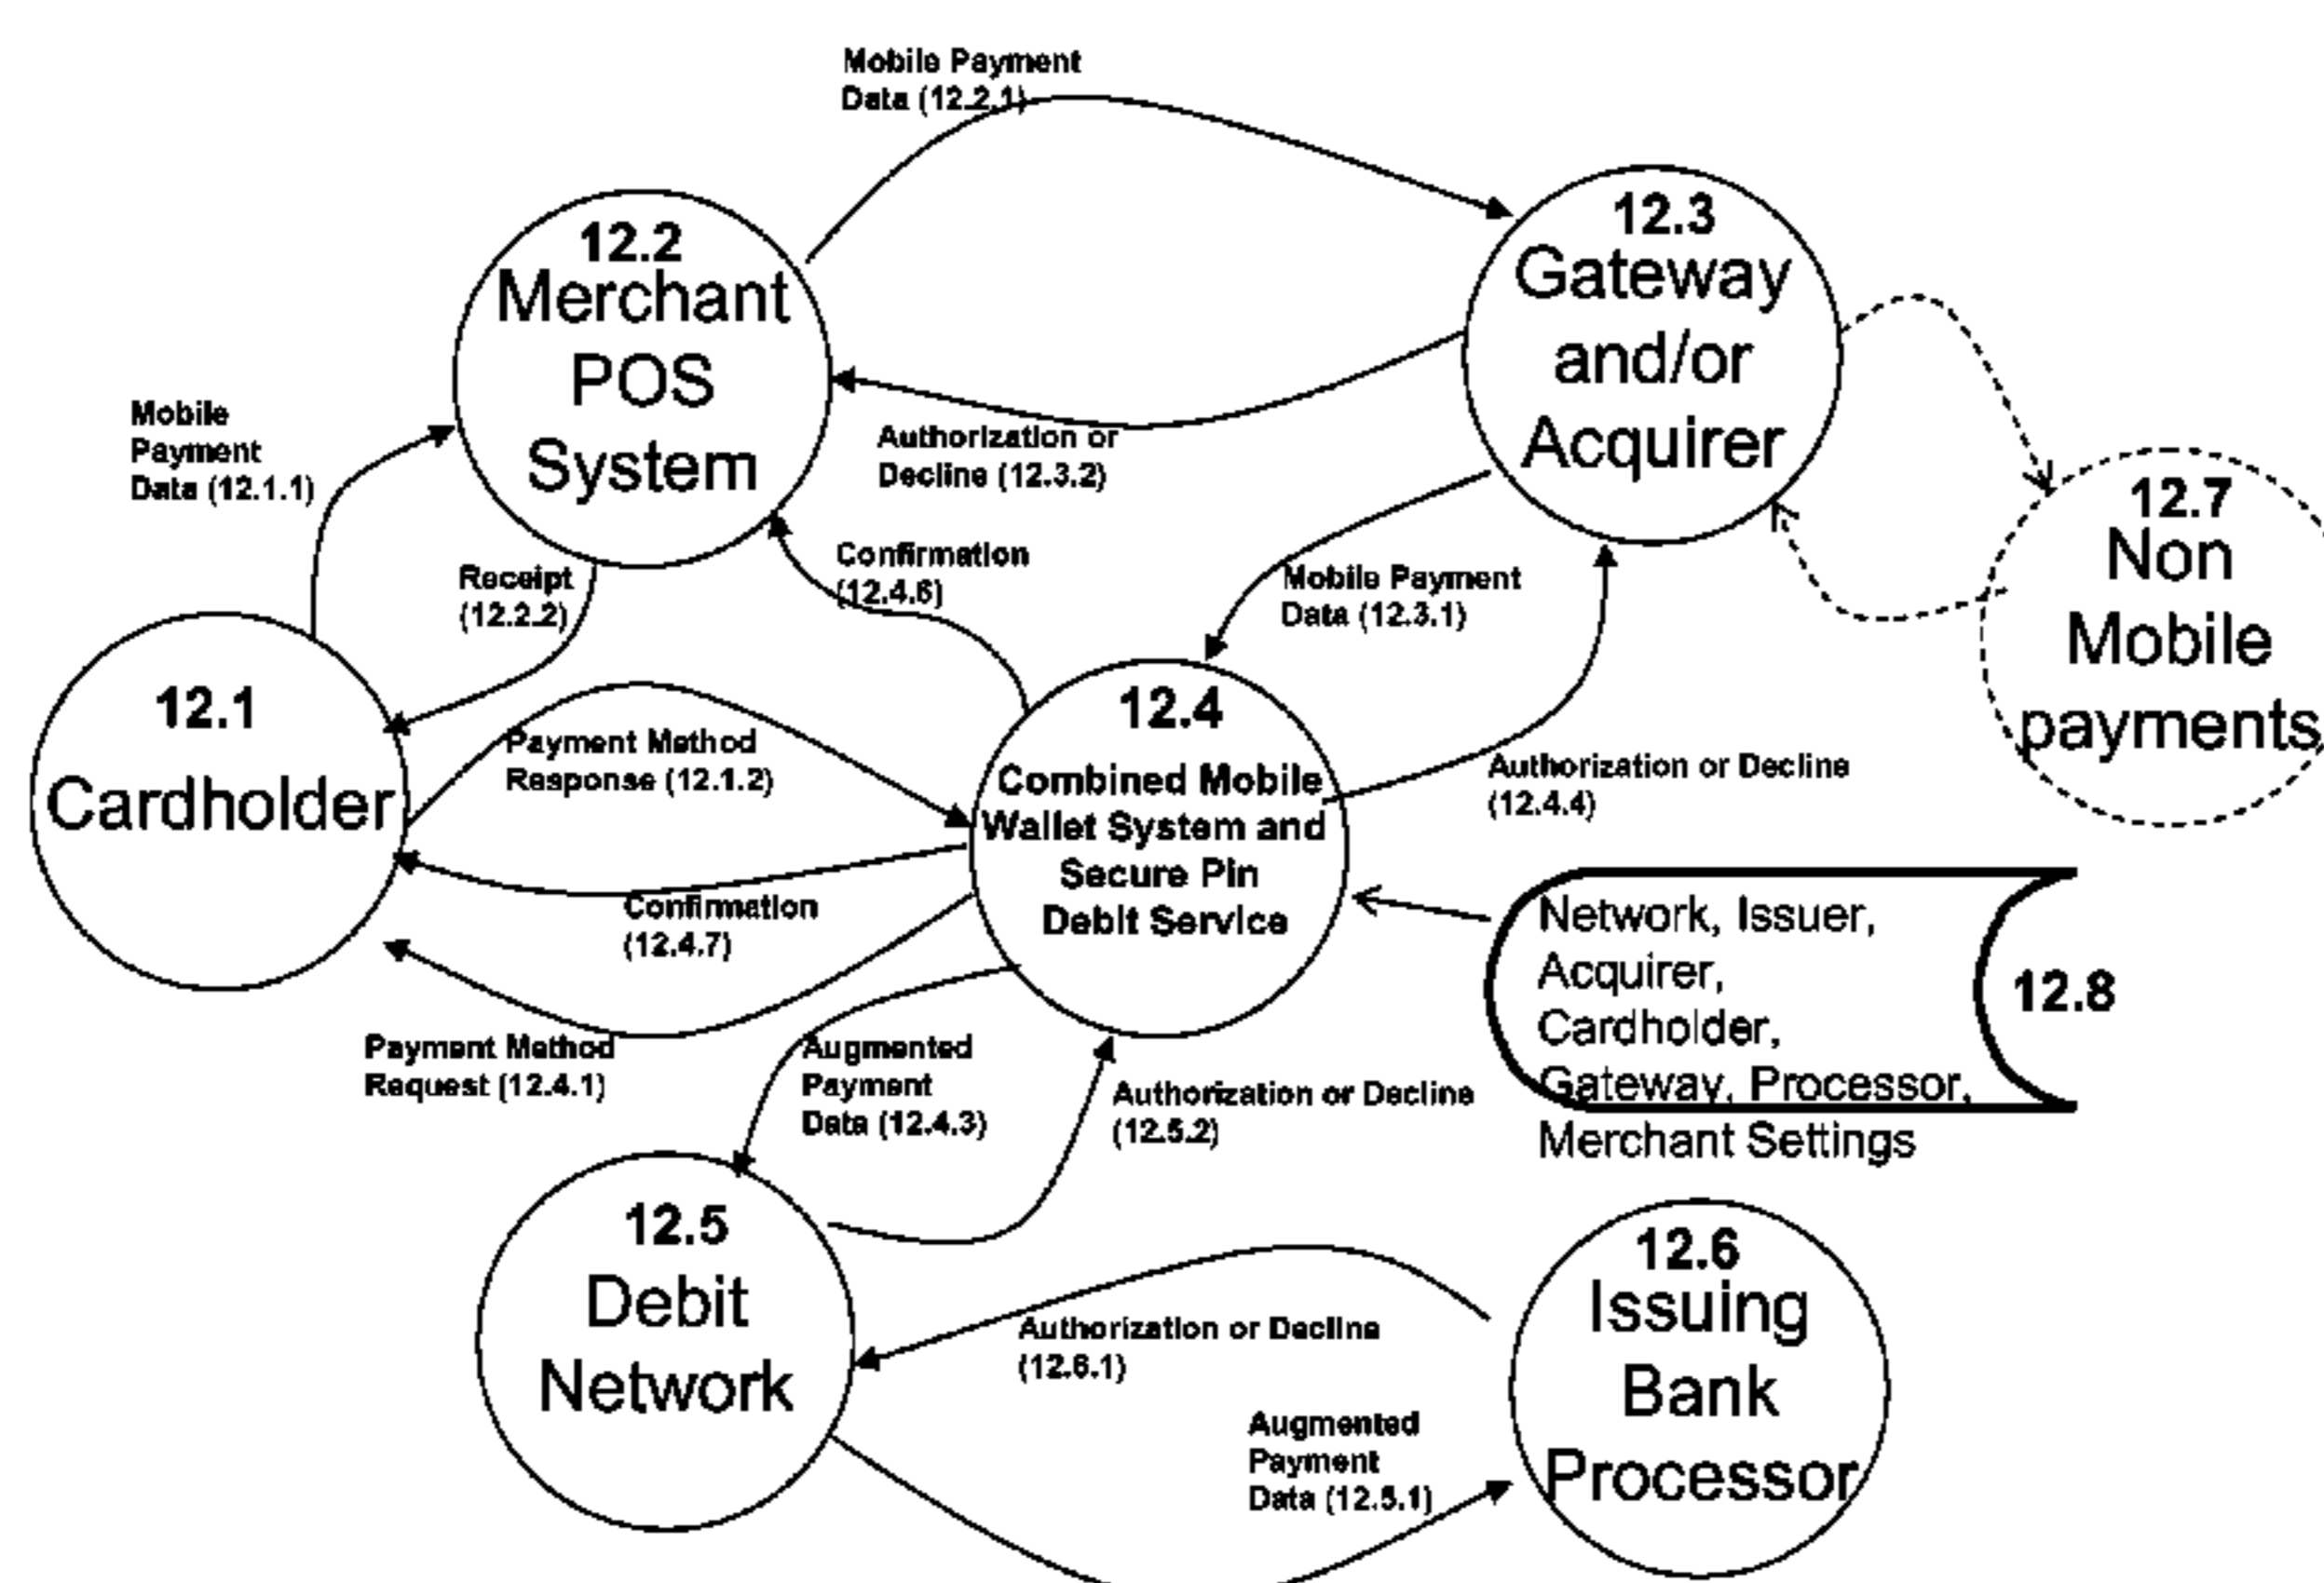 Mobile Payment
Data (12.2.1)
12.2
Merchant
POS
System
12.3
Gateway
and/or
Acquirer
Mobile
Payment
Data (12.1.1)
Authorization or
Decline (12.3.2)
12.7
Non
Mobile
payments
Receipt
(12.2.2)
Confirmation
(12.4.6)
Mobile Payment
Data (12.3.1)
12.1
Cardholder
Payment Method
Response (12.1.2)
12.4
Combined Mobile
Wallet System and
Secure Pin
Debit Service
Authorization or Decline
(12.4.4)
Confirmation
(12.4.7)
Network, Issuer,
Acquirer,
Cardholder,
Gateway, Processor,
Merchant Settings
12.8
Payment Method
Request (12.4.1)
Augmented
Payment
Data (12.4.3)
Authorization or Decline
(12.5.2)
12.5
Debit
Network
Authorization or Decline
(12.6.1)
12.6
Issuing
Bank
Processor
Augmented
Payment
Data (12.5.1)